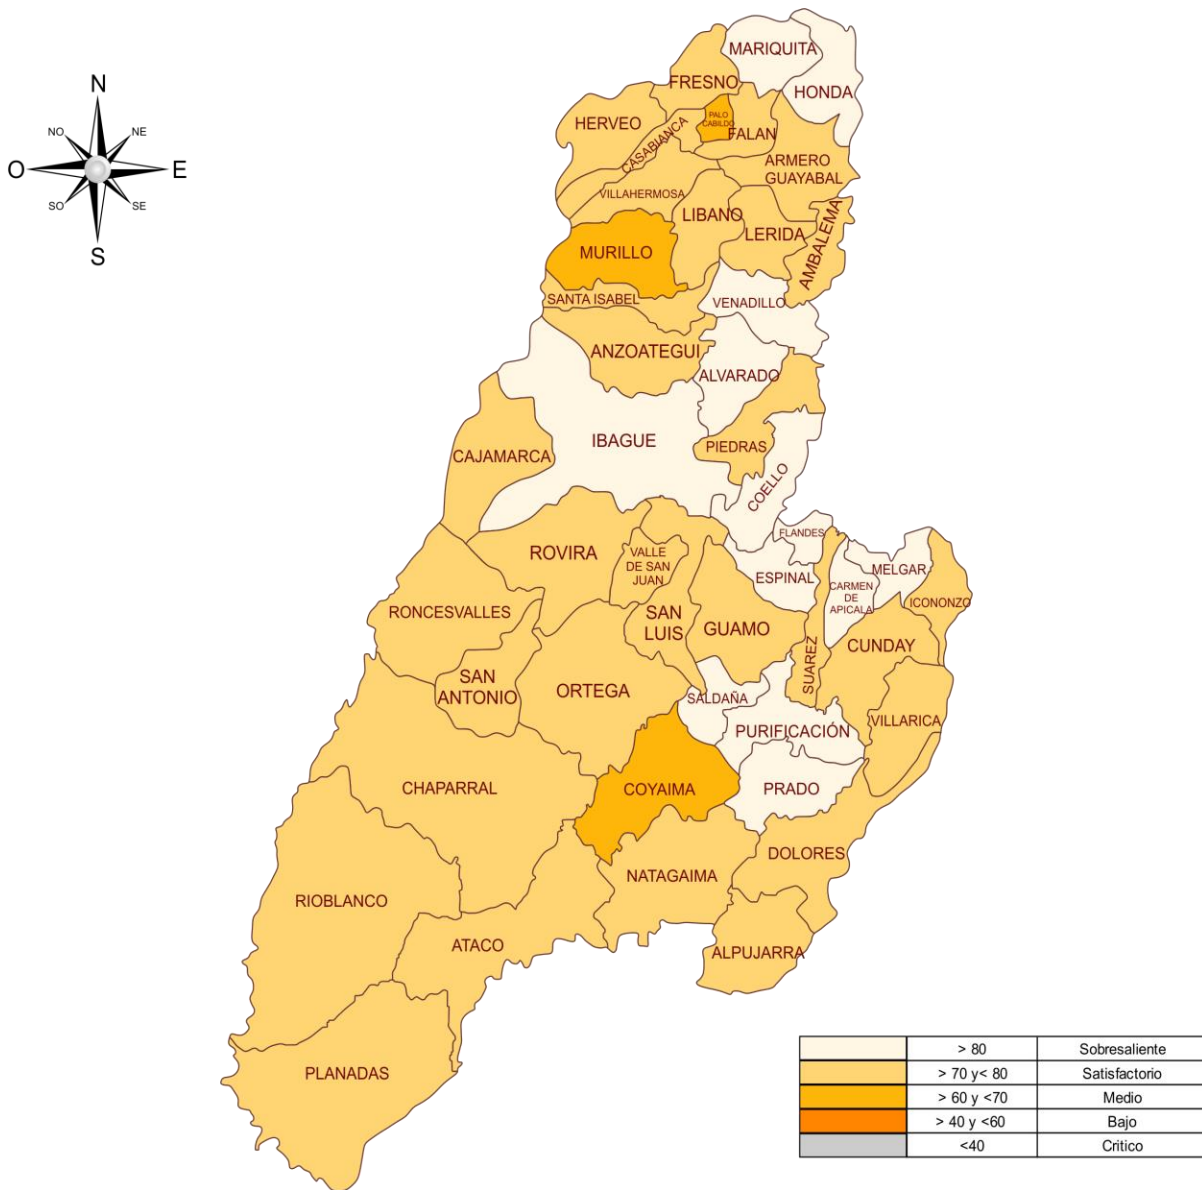 MARIQUITA
FRESNO
HONDA
N
NO
NE
O
E
SO
SE
S
HERVEO
PALO
CABILDO
CASABIANCA
FALAN
ARMERO
GUAYABAL
VILLAHERMOSA
LIBANO
LERIDA
AMBALEMA
MURILLO
SANTA ISABEL
VENADILLO
ANZOATEGUI
ALVARADO
IBAGUE
PIEDRAS
CAJAMARCA
COELLO
FLANDES
ROVIRA
VALLE
DE SAN
JUAN
ESPINAL
MELGAR
CARMEN
DE
APICALA
ICONONZO
RONCESVALLES
SAN
LUIS
GUAMO
SUAREZ
CUNDAY
SAN
ANTONIO
ORTEGA
SALDAÑA
PURIFICACIÓN
VILLARICA
CHAPARRAL
COYAIMA
PRADO
DOLORES
NATAGAIMA
RIOBLANCO
ATACO
ALPUJARRA
PLANADAS
> 80 Sobresaliente
> 70 y< 80 Satisfactorio
> 60 y <70 Medio
> 40 y <60 Bajo
<40 Critico